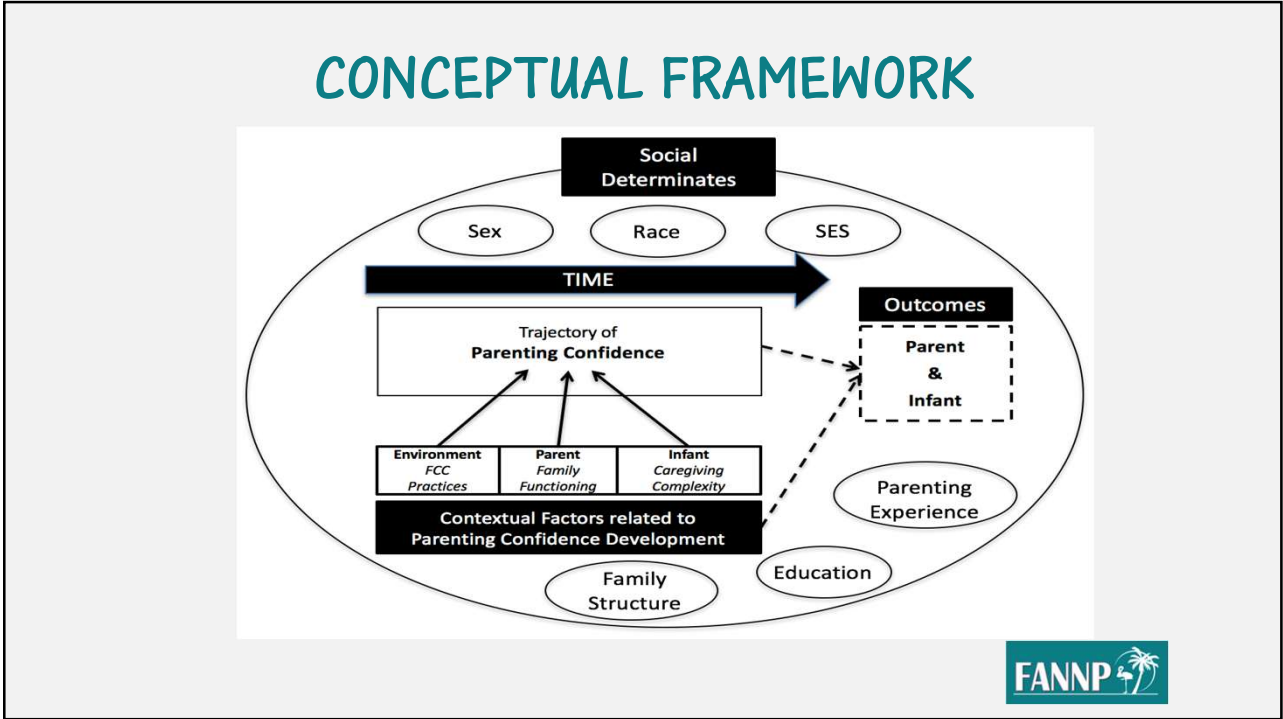 CONCEPTUAL FRAMEWORK
Social
Determinates
Sex
Race
SES
TIME
Trajectory of
Parenting Confidence
Outcomes
Parent
&
Infant
Environment
FCC
Practices
Parent
Family
Functioning
Infant
Caregiving
Complexity
Contextual Factors related to
Parenting Confidence Development
Parenting
Experience
Education
Family
Structure
FANNP